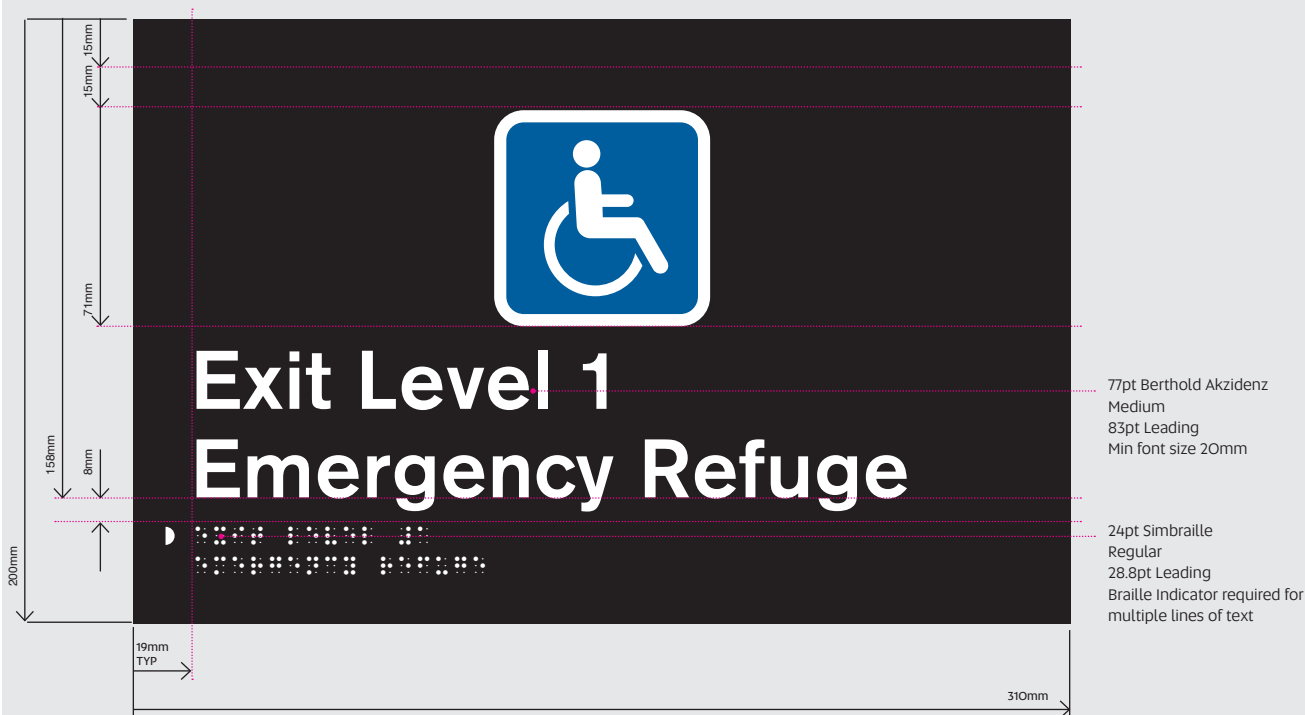 15mm
15mm
71mm
158mm
8mm
200mm
Exit Level 1
Emergency Refuge
77pt Berthold Akzidenz
Medium
83pt Leading
Min font size 20mm
24pt Simbraille
Regular
28.8pt Leading
Braille Indicator required for
multiple lines of text
19mm
TYP
310mm